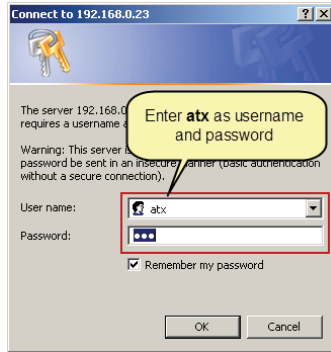 Connect to 192.168.0.23
The server 192.168.0
requires a username
Enter atx as username
and password
Warning: This server
password be sent in an insecure manner (basic authentication
without a secure connection).
User name:
atx
Password:
•••
Remember my password
OK
Cancel